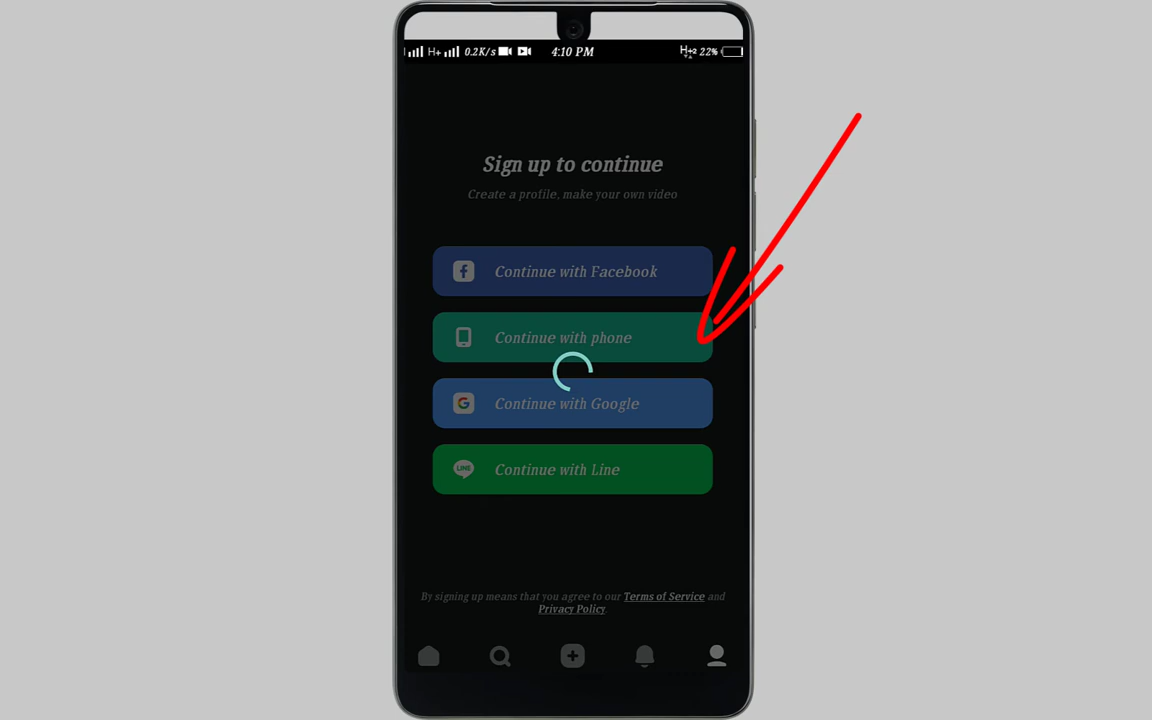 H+ 0.2K/s 4:10 PM H+2 22%
Sign up to continue
Create a profile, make your own video
Continue with Facebook
Continue with phone
Continue with Google
LINE Continue with Line
By signing up means that you agree to our Terms of Service and
Privacy Policy.